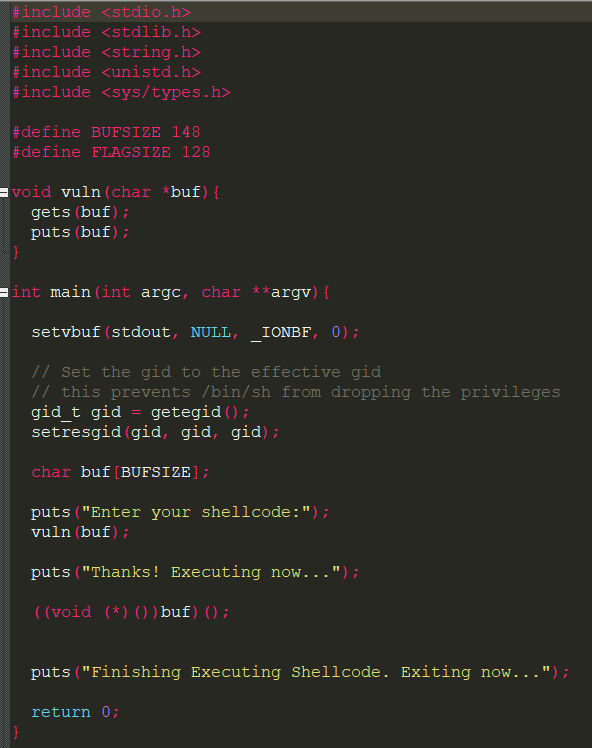 #include <stdio.h>
#include <stdlib.h>
#include <string.h>
#include <unistd.h>
#include <sys/types.h>
#define BUFSIZE 148
#define FLAGSIZE 128
void vuln(char *buf){
gets(buf);
puts(buf);
}
int main(int argc, char **argv){
setvbuf(stdout, NULL, _IONBF, 0);
// Set the gid to the effective gid
// this prevents /bin/sh from dropping the privileges
gid_t gid = getegid();
setresgid(gid, gid, gid);
char buf[BUFSIZE];
puts("Enter your shellcode:");
vuln(buf);
puts("Thanks! Executing now...");
((void (*)())buf)();
puts("Finishing Executing Shellcode. Exiting now...");
return 0;
}